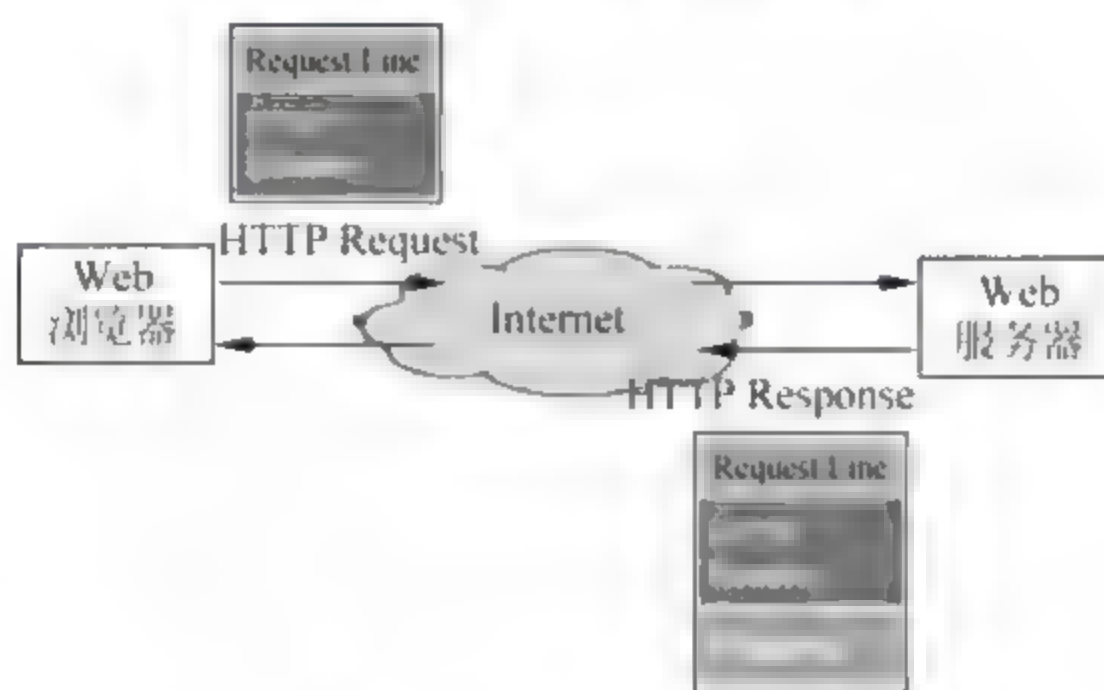 Request Line
HTTP Request
Web
浏览器
Internet
Web
服务器
HTTP Response
Request Line